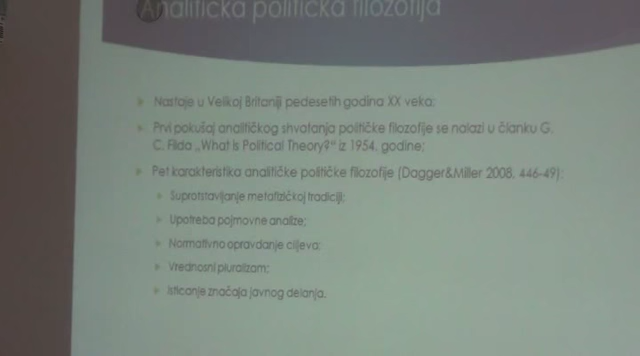 Analitička politička filozofija
Nastaje u Velikoj Britaniji pedesetih godina XX veka;
Prvi pokušaj analitičkog shvatanja političke filozofije se nalazi u članku G.
C. Filda „What is Political Theory?“ iz 1954. godine;
Pet karakteristika analitičke političke filozofije (Dagger&Miller 2008, 446-49):
Suprotstavljanje metafizičkoj tradiciji;
Upotreba pojmovne analize;
Normativno opravdanje ciljeva;
Vrednosni pluralizam;
Isticanje značaja javnog delanja.